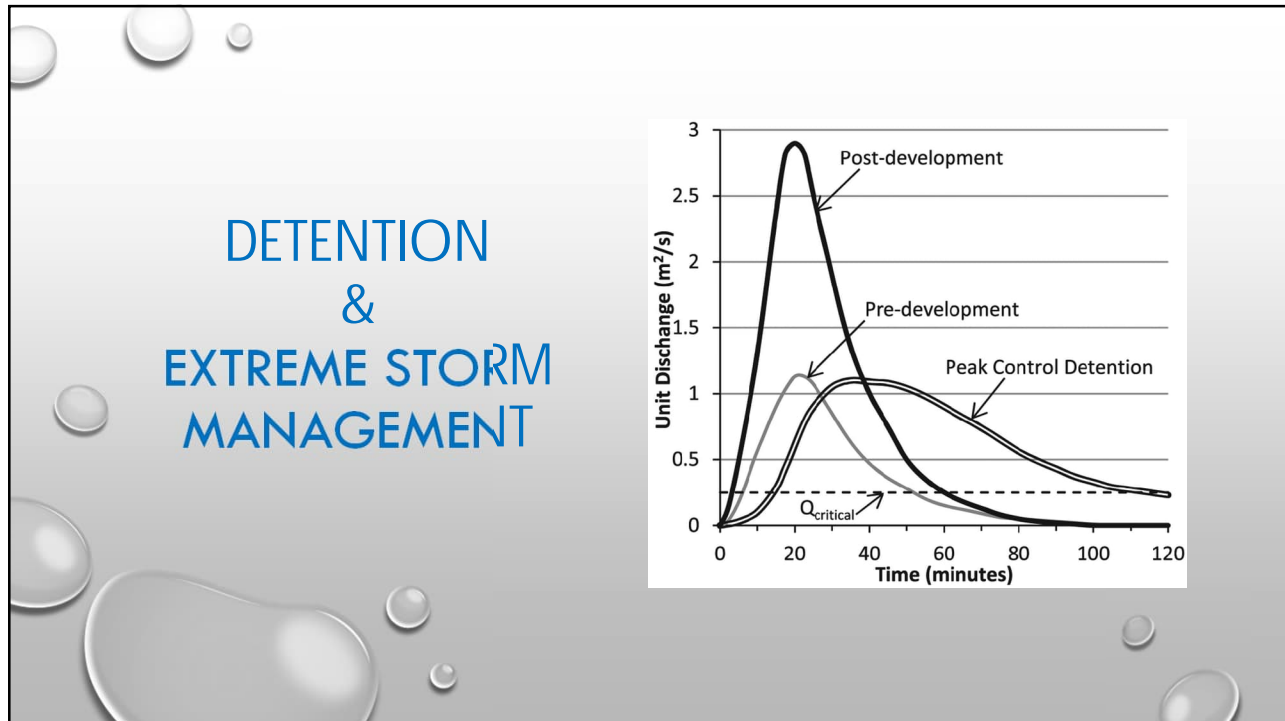 DETENTION
&
EXTREME STORM
MANAGEMENT
3
2.5
2
1.5
1
0.5
0
Unit Dischange (m²/s)
Post-development
Pre-development
Peak Control Detention
Qcritical
0 20 40 60 80 100 120
Time (minutes)